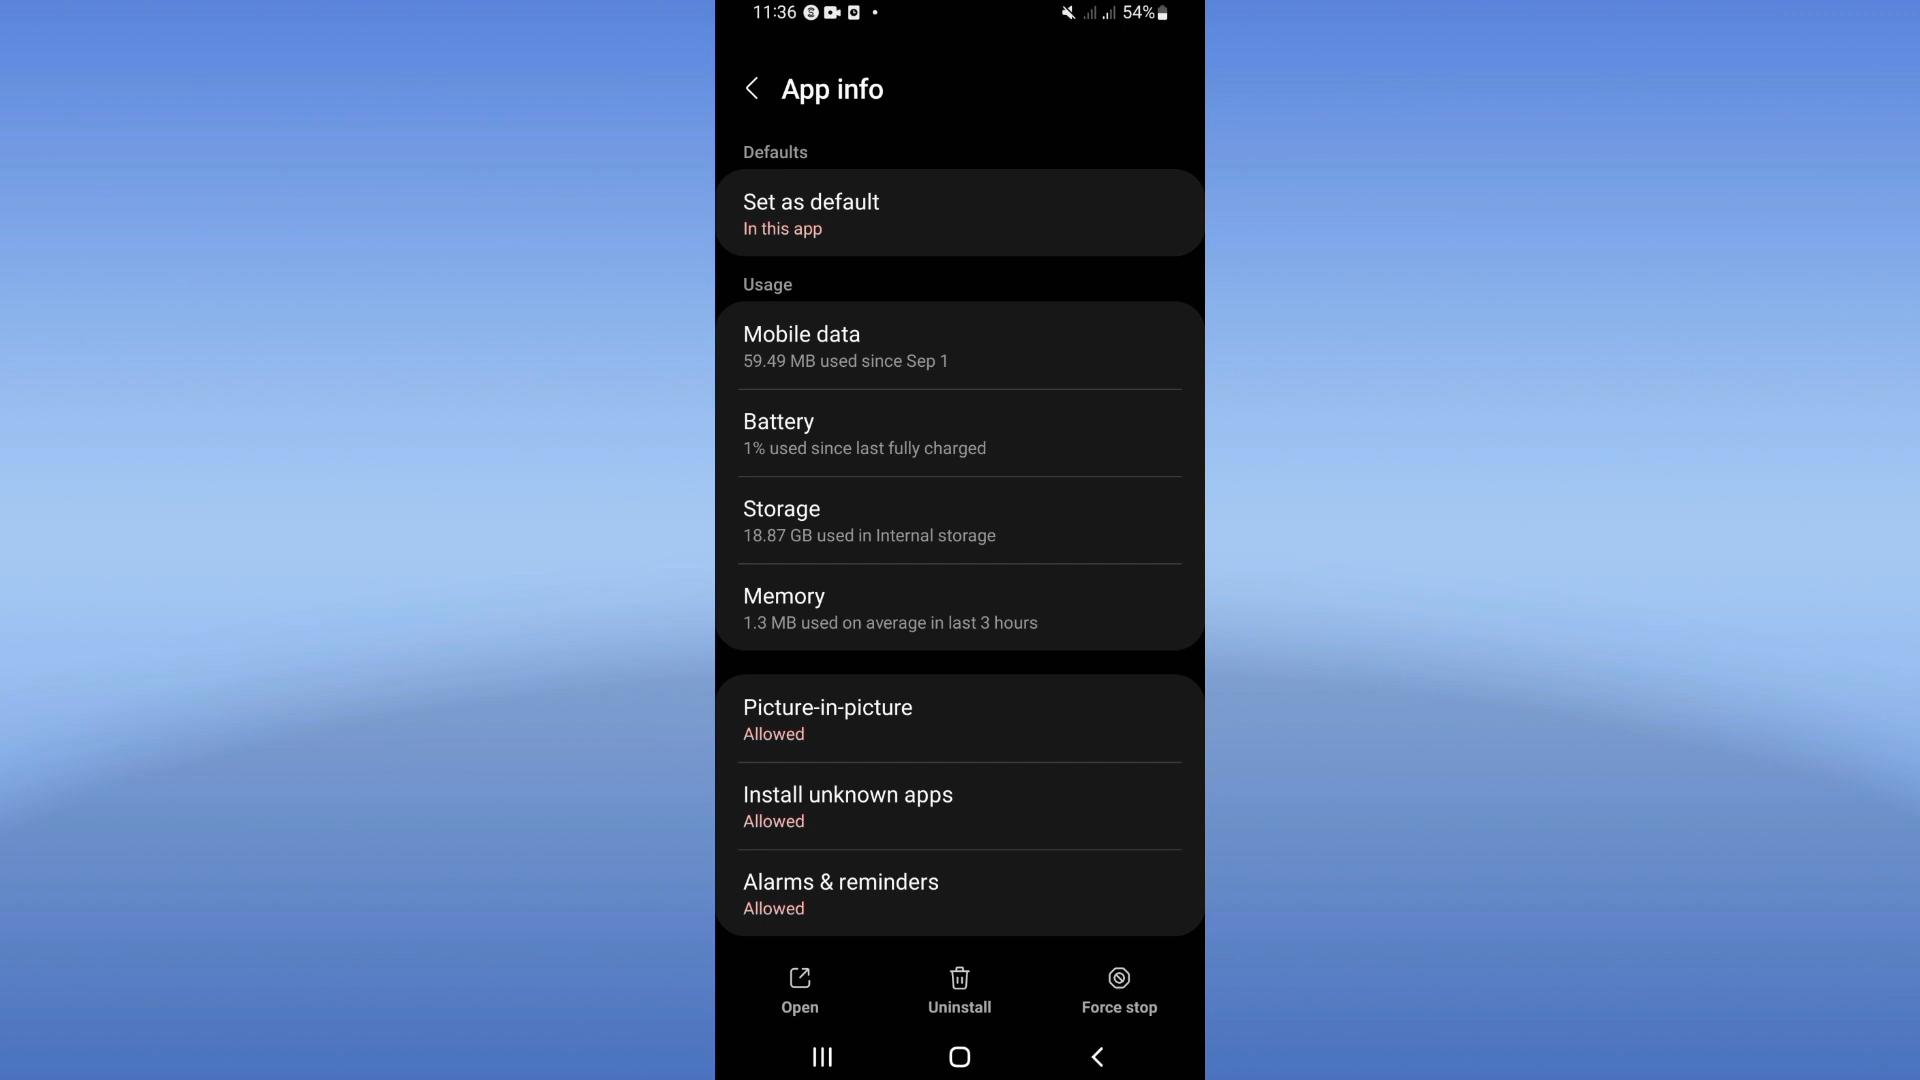 11:36
54%
App info
Defaults
Set as default
In this app
Usage
Mobile data
59.49 MB used since Sep 1
Battery
1% used since last fully charged
Storage
18.87 GB used in Internal storage
Memory
1.3 MB used on average in last 3 hours
Picture-in-picture
Allowed
Install unknown apps
Allowed
Alarms & reminders
Allowed
Open
Uninstall
Force stop